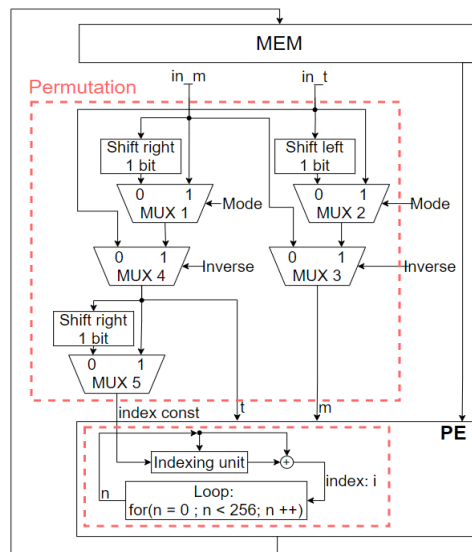 MEM
in_m
in_t
Permutation
Shift right
1 bit
Shift left
1 bit
0 1
MUX 1
Mode
0 1
MUX 2
Mode
0 1
MUX 4
Inverse
0 1
MUX 3
Inverse
Shift right
1 bit
0 1
MUX 5
index const
t
m
PE
Indexing unit
+
index: i
n
Loop:
for(n = 0 ; n < 256; n ++)